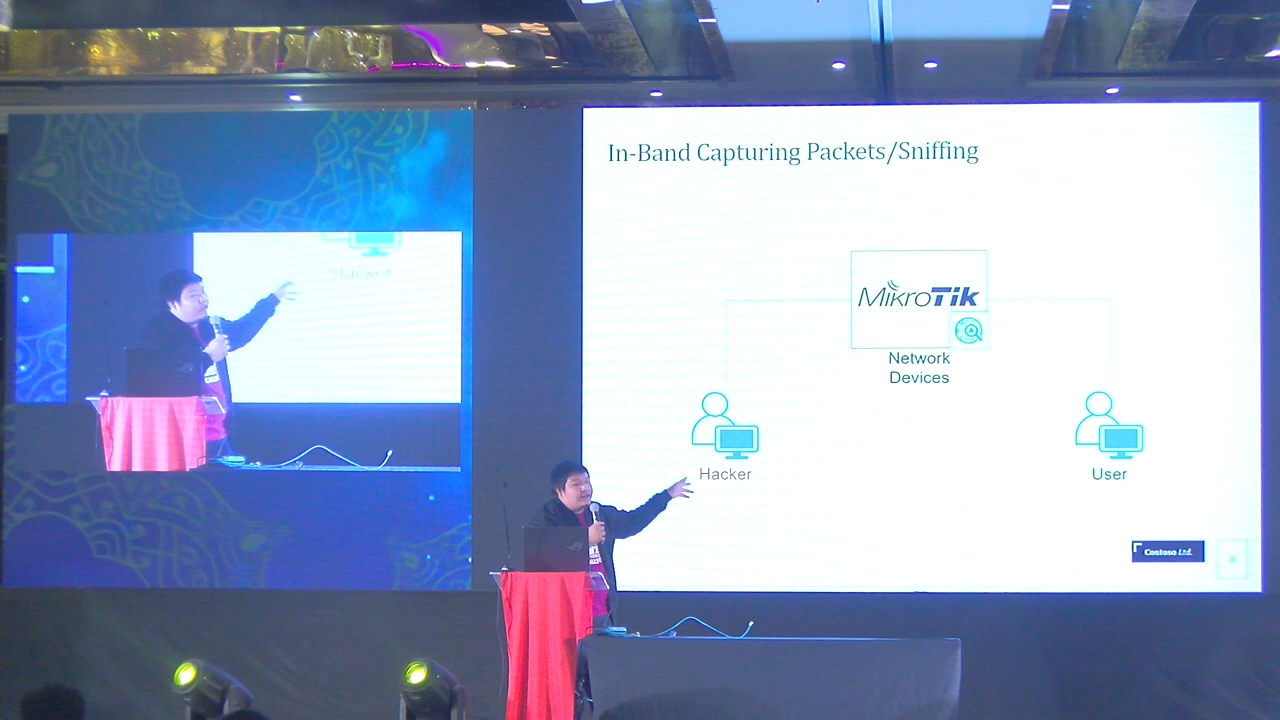 In-Band Capturing Packets/Sniffing
MikroTik
Network
Devices
Hacker
User
Contoso Ltd.
Hacker